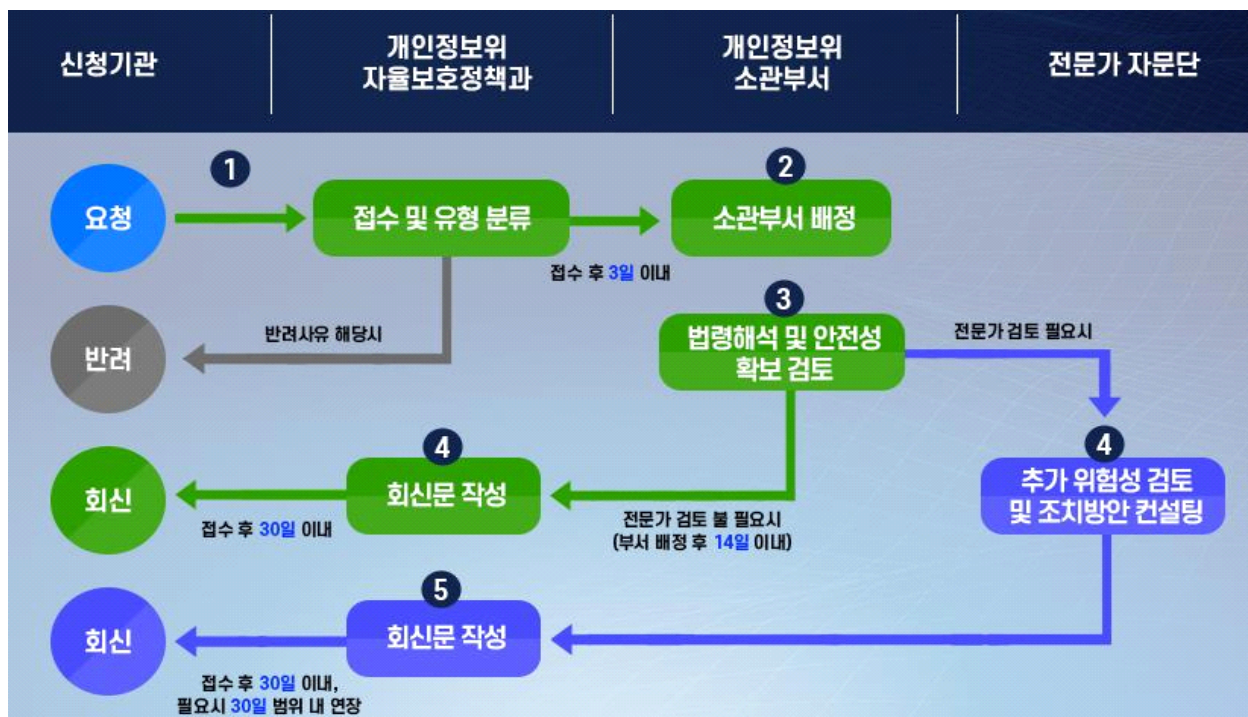 신청기관
개인정보위
자율보호정책과
개인정보위
소관부서
전문가 자문단
1
2
요청
접수 및 유형 분류
소관부서 배정
접수 후 3일 이내
3
반려사유 해당시
전문가 검토 필요시
반려
법령해석 및 안전성
확보 검토
4
4
회신
회신문 작성
추가 위험성 검토
및 조치방안 컨설팅
접수 후 30일 이내
전문가 검토 불 필요시
(부서 배정 후 14일 이내)
5
회신
회신문 작성
접수 후 30일 이내,
필요시 30일 범위 내 연장